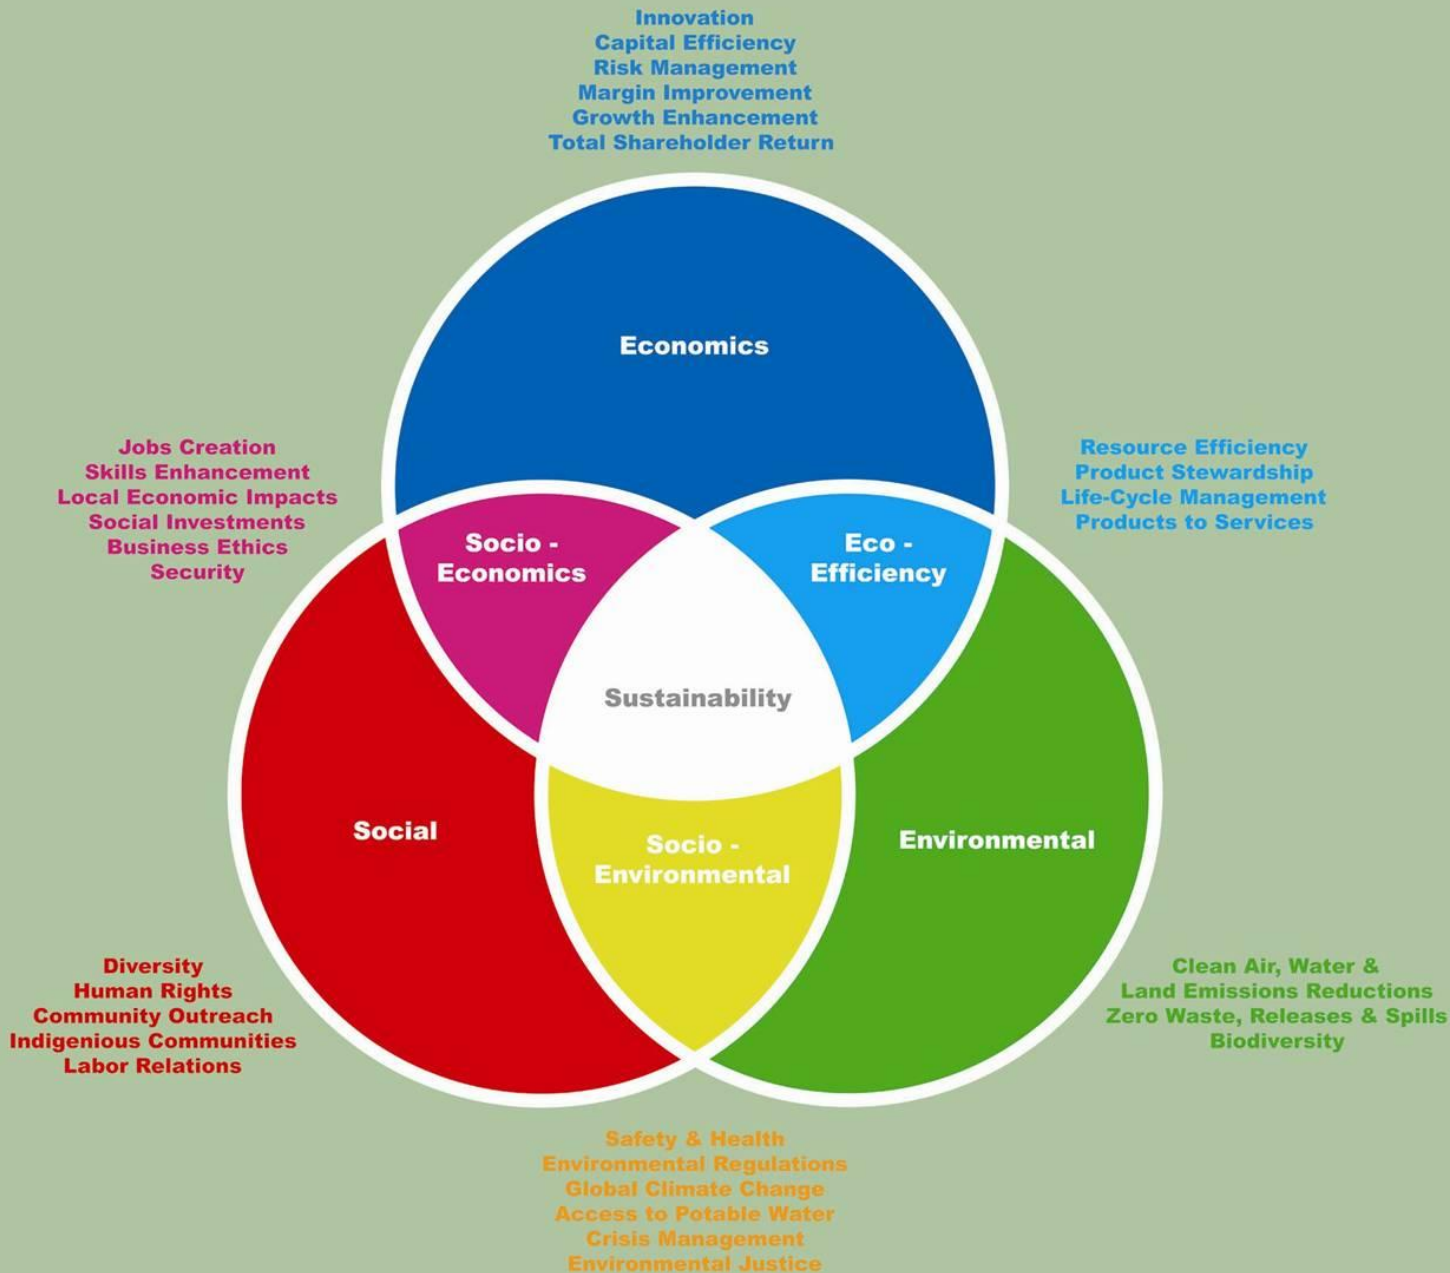 Innovation
Capital Efficiency
Risk Management
Margin Improvement
Growth Enhancement
Total Shareholder Return
Economics
Jobs Creation
Skills Enhancement
Local Economic Impacts
Social Investments
Business Ethics
Security
Resource Efficiency
Product Stewardship
Life-Cycle Management
Products to Services
Socio -
Economics
Eco -
Efficiency
Sustainability
Social
Socio -
Environmental
Environmental
Diversity
Human Rights
Community Outreach
Indigenious Communities
Labor Relations
Clean Air, Water &
Land Emissions Reductions
Zero Waste, Releases & Spills
Biodiversity
Safety & Health
Environmental Regulations
Global Climate Change
Access to Potable Water
Crisis Management
Environmental Justice